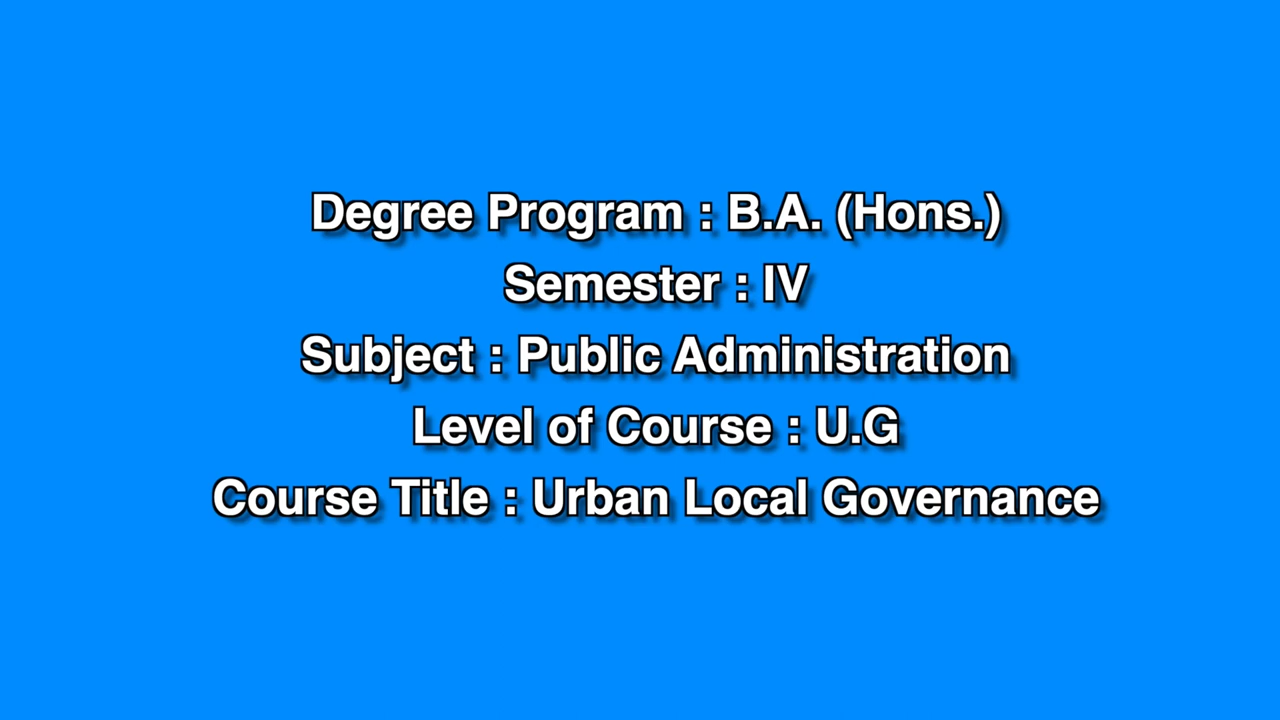 Degree Program : B.A. (Hons.)
Semester : IV
Subject : Public Administration
Level of Course : U.G
Course Title : Urban Local Governance